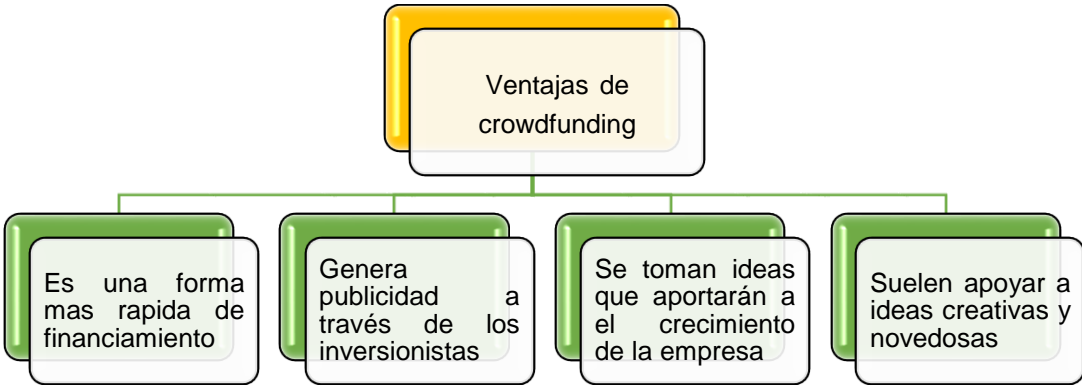 Ventajas de
crowdfunding
Es una forma
mas rapida de
financiamiento
Genera
publicidad a
través de los
inversionistas
Se toman ideas
que aportarán a
el crecimiento
de la empresa
Suelen apoyar a
ideas creativas y
novedosas